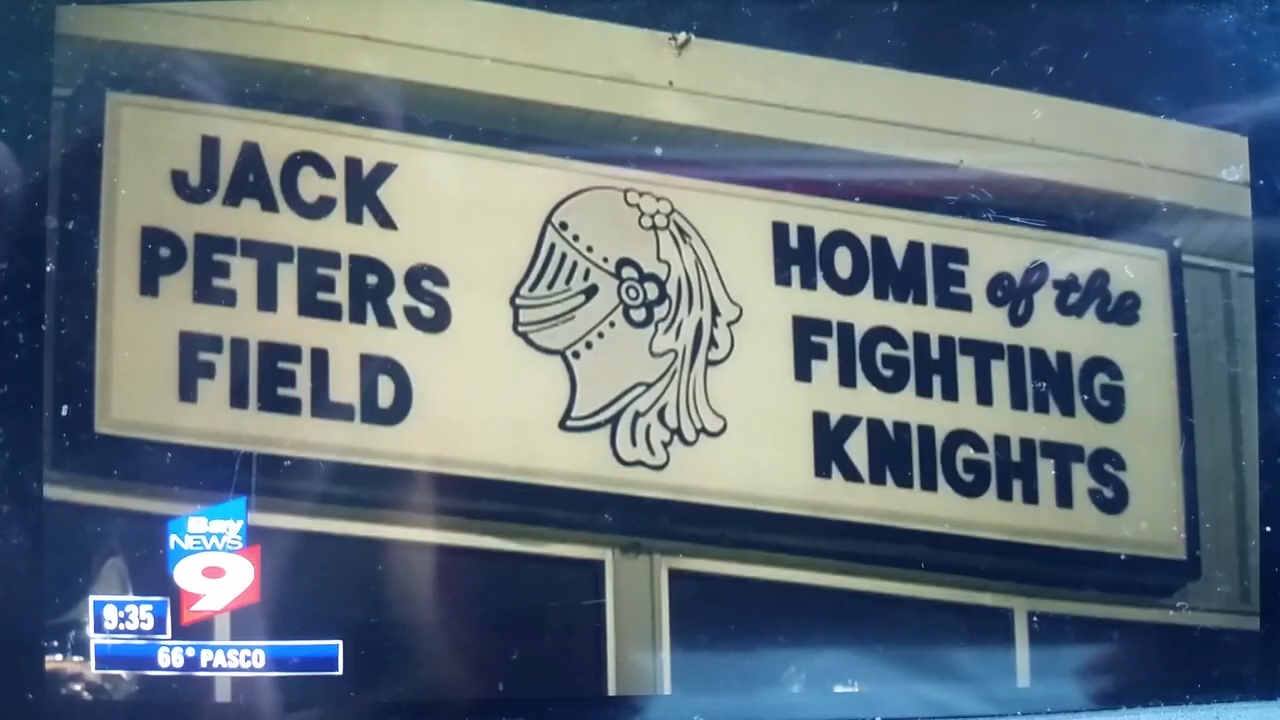 JACK
PETERS
FIELD
HOME of the
FIGHTING
KNIGHTS
Bay
NEWS
9
9:35
66° PASCO